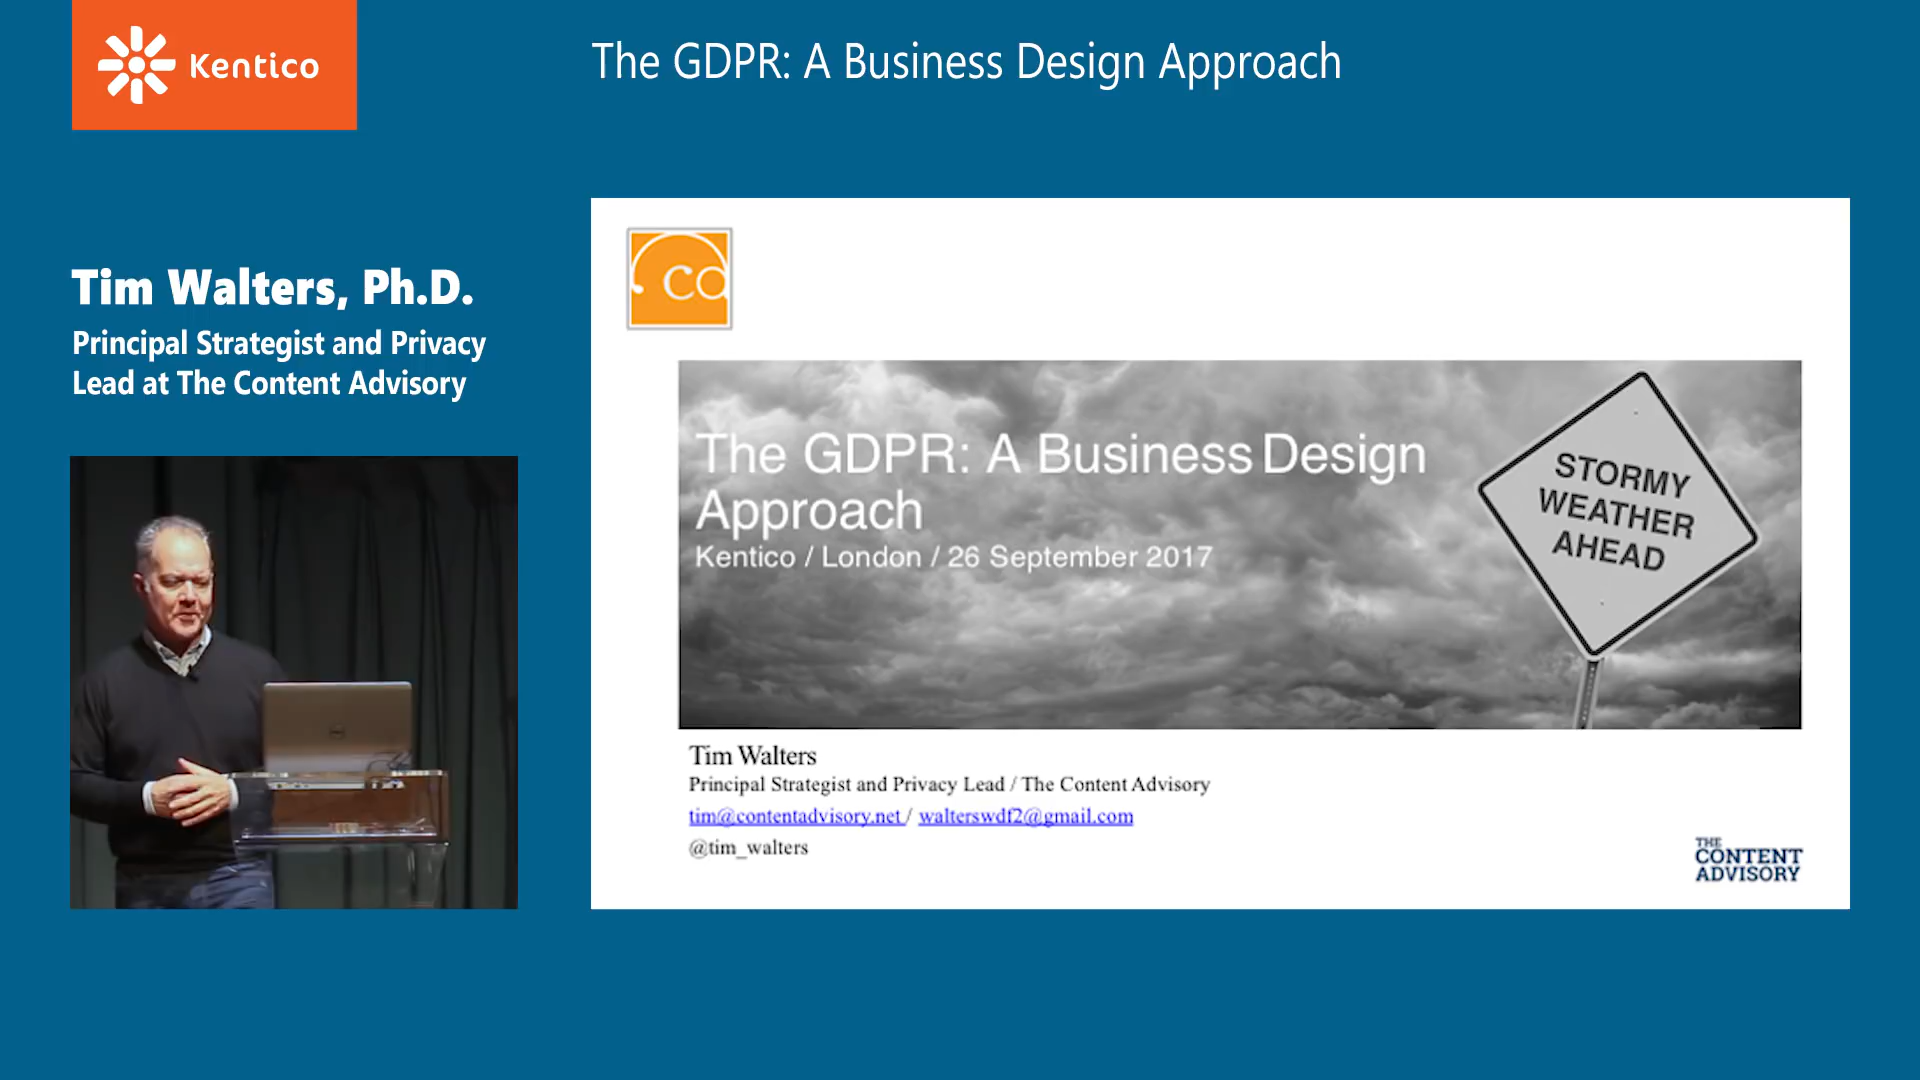 Kentico
The GDPR: A Business Design Approach
Tim Walters, Ph.D.
Principal Strategist and Privacy
Lead at The Content Advisory
ca
The GDPR: A Business Design
Approach
Kentico / London / 26 September 2017
STORMY
WEATHER
AHEAD
Tim Walters
Principal Strategist and Privacy Lead / The Content Advisory
tim@contentadvisory.net / walterswdf2@gmail.com
@tim_walters
THE
CONTENT
ADVISORY